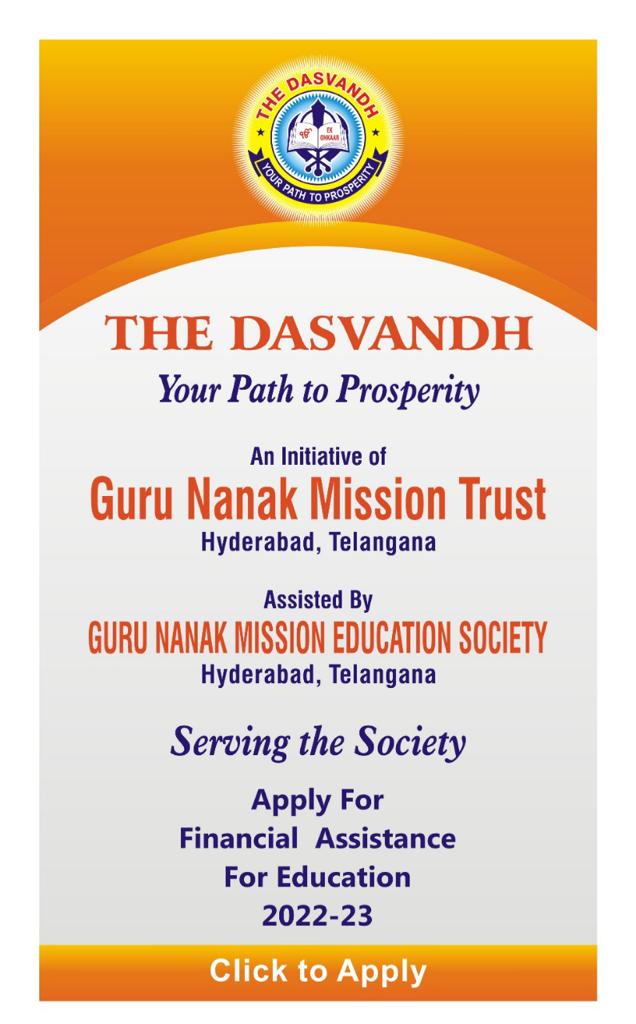 THE DASVANDH
ੴ
EK
OHKAAR
YOUR PATH TO PROSPERITY
THE DASVANDH
Your Path to Prosperity
An Initiative of
Guru Nanak Mission Trust
Hyderabad, Telangana
Assisted By
GURU NANAK MISSION EDUCATION SOCIETY
Hyderabad, Telangana
Serving the Society
Apply For
Financial Assistance
For Education
2022-23
Click to Apply